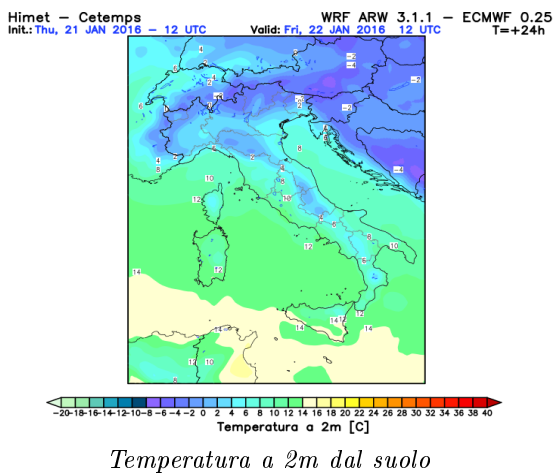 Himet – Cetemps WRF ARW 3.1.1 – ECMWF 0.25
Init.: Thu, 21 JAN 2016 – 12 UTC Valid: Fri, 22 JAN 2016 12 UTC T=+24h
-20 -18 -16 -14 -12 -10 -8 -6 -4 -2 0 2 4 6 8 10 12 14 16 18 20 22 24 26 28 30 32 34 36 38 40
Temperatura a 2m [C]
Temperatura a 2m dal suolo